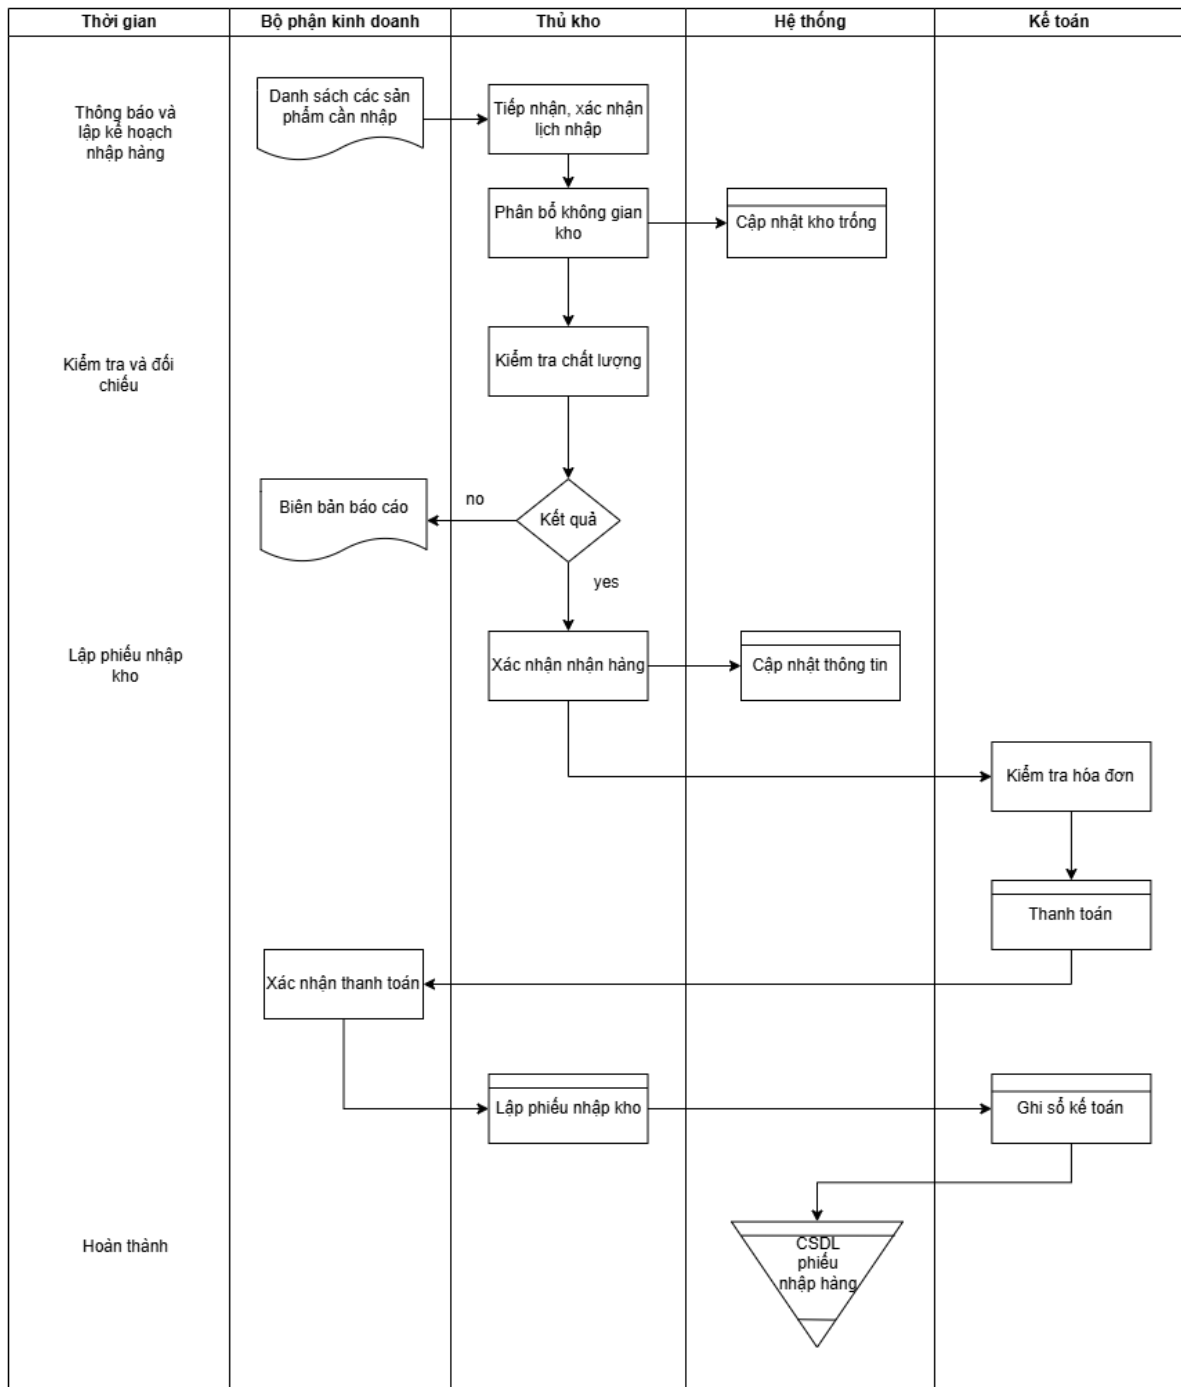 Thời gian
Bộ phận kinh doanh
Thủ kho
Hệ thống
Kế toán
Thông báo và
lập kế hoạch
nhập hàng
Danh sách các sản
phẩm cần nhập
Tiếp nhận, xác nhận
lịch nhập
Phân bổ không gian
kho
Cập nhật kho trống
Kiểm tra và đối
chiếu
Kiểm tra chất lượng
Biên bản báo cáo
no
Kết quả
yes
Lập phiếu nhập
kho
Xác nhận nhận hàng
Cập nhật thông tin
Kiểm tra hóa đơn
Thanh toán
Xác nhận thanh toán
Lập phiếu nhập kho
Ghi sổ kế toán
Hoàn thành
CSDL
phiếu
nhập hàng